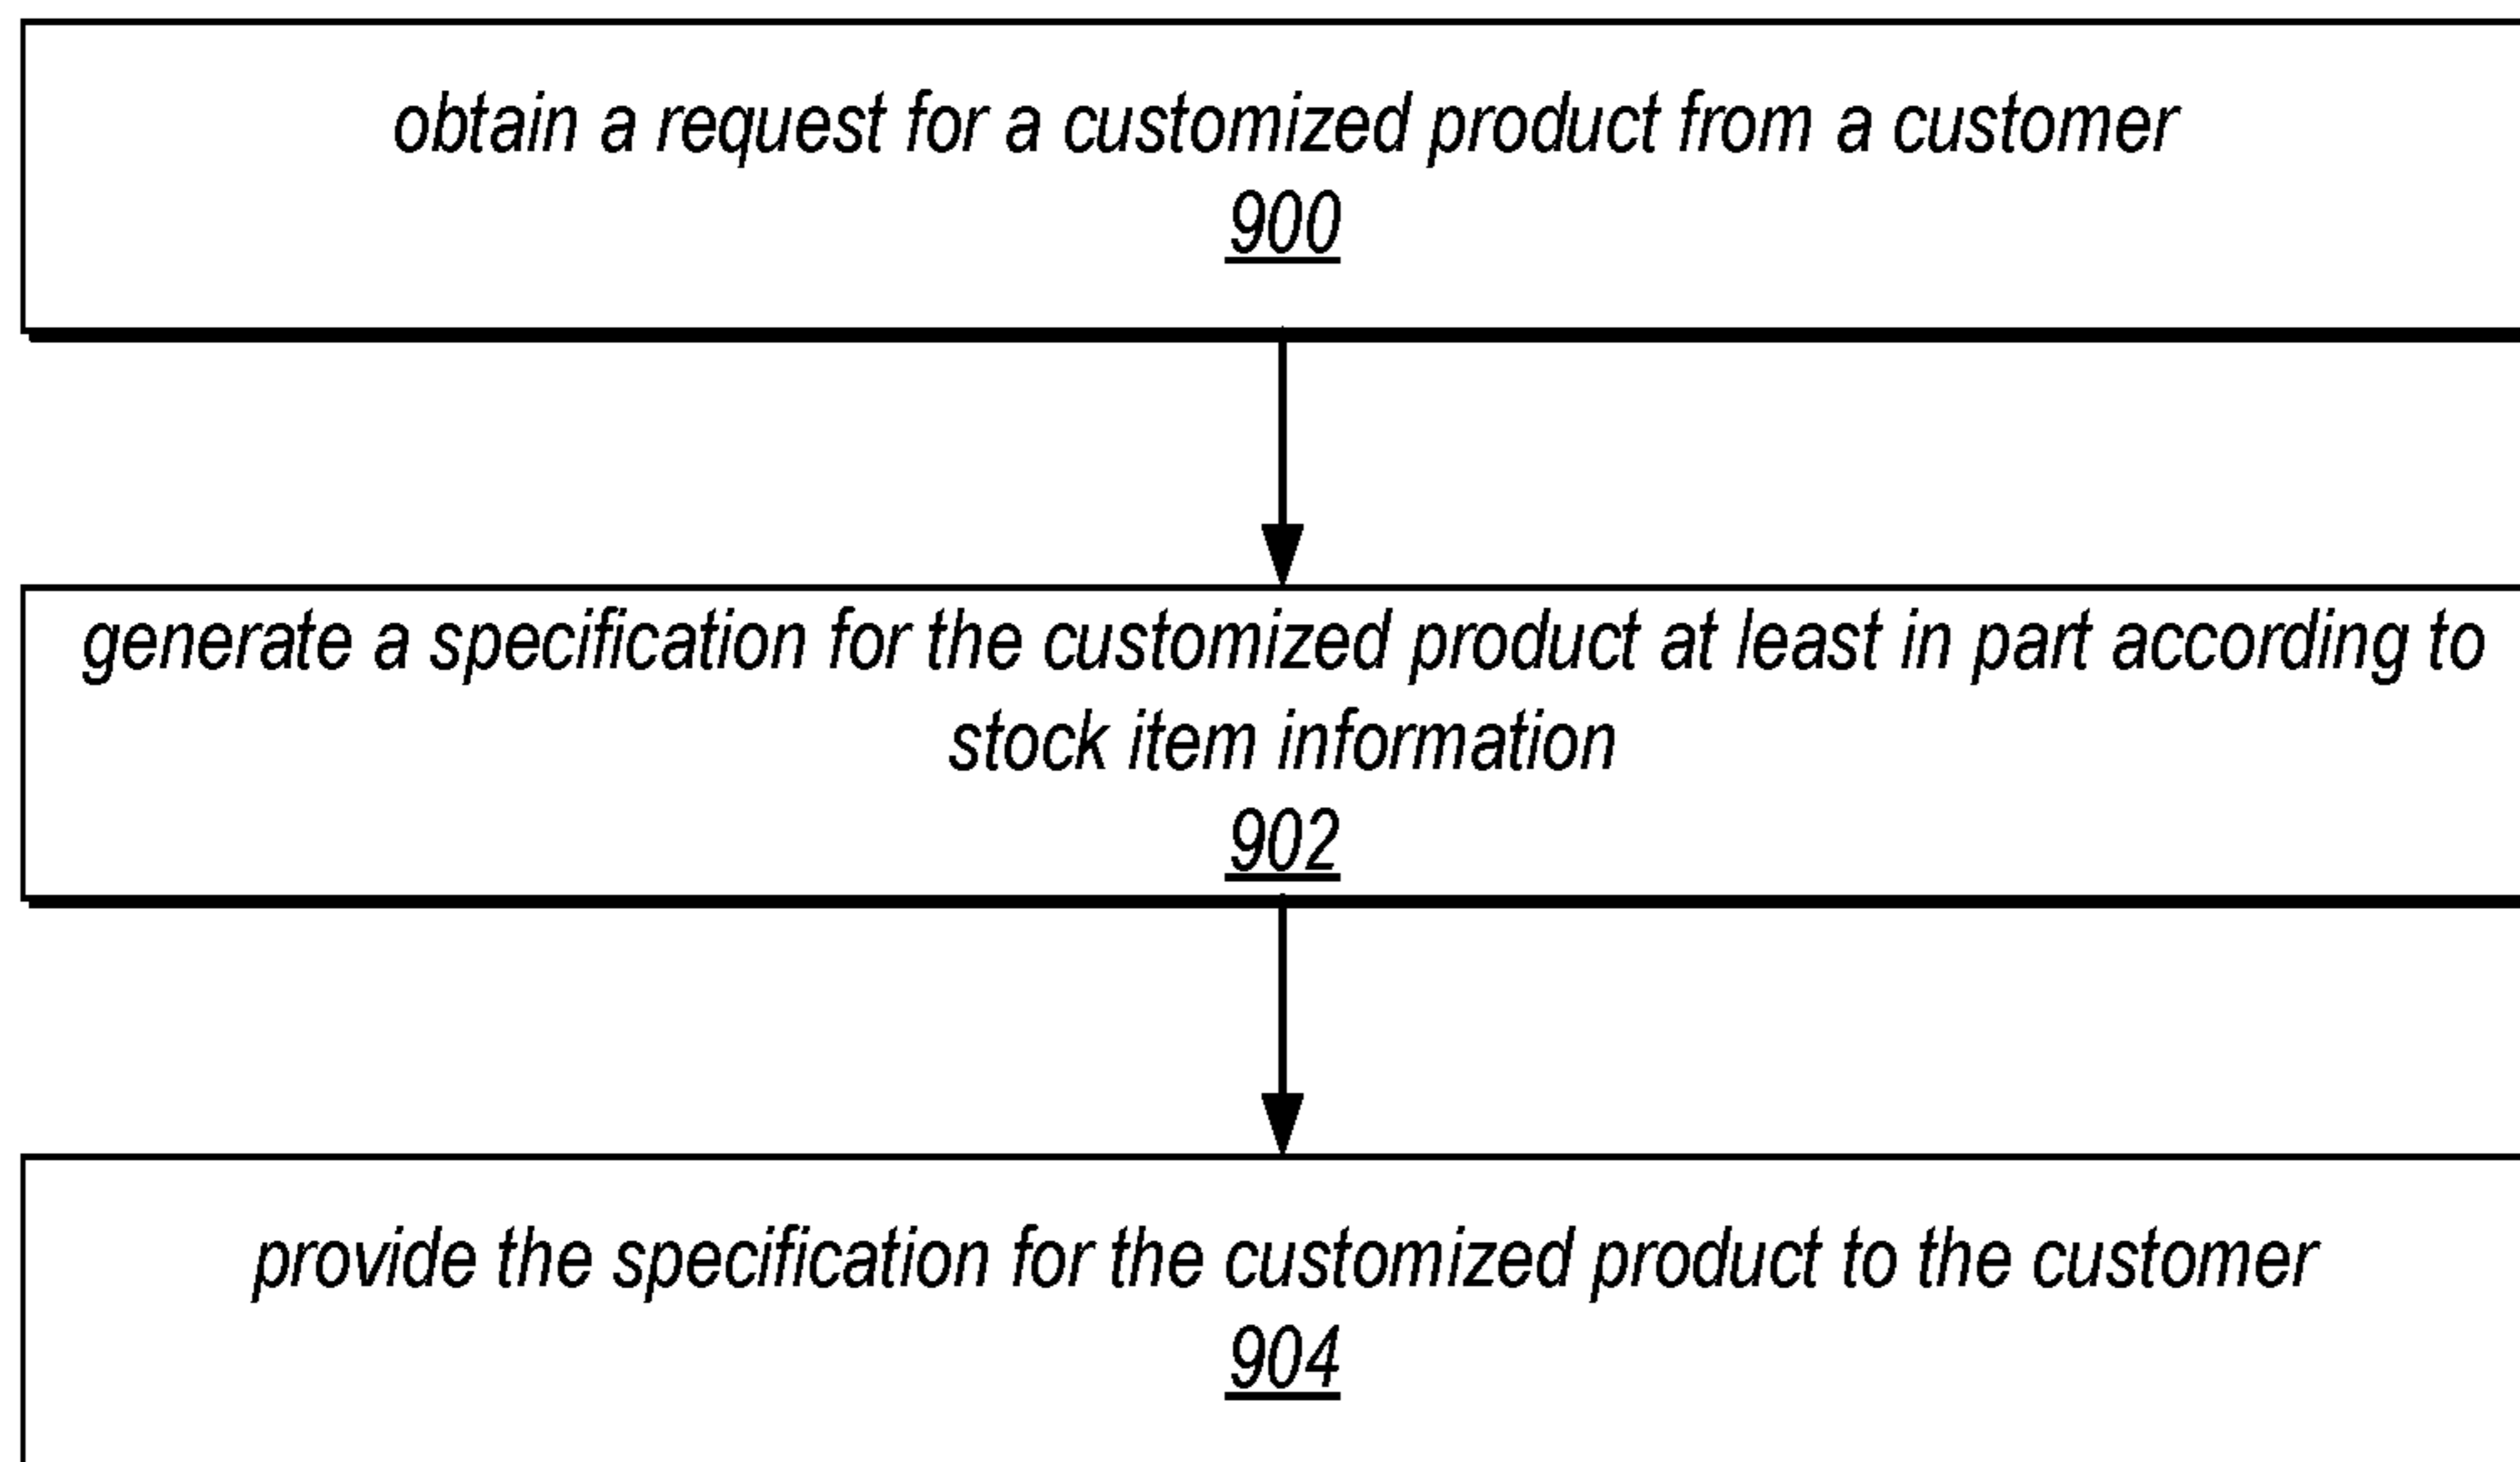 obtain a request for a customized product from a customer
900
generate a specification for the customized product at least in part according to
stock item information
902
provide the specification for the customized product to the customer
904